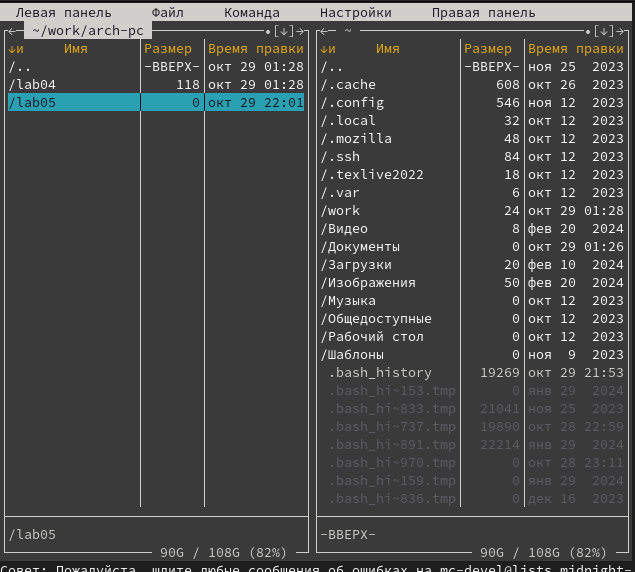 Левая панель Файл Команда Настройки Правая панель
~/work/arch-pc .[↓]
↓и Имя Размер Время правки
/.. -ВВЕРХ- окт 29 01:28
/lab04 118 окт 29 01:28
/lab05 0 окт 29 22:01
/lab05
90G / 108G (82%)
~ .[↓]
↓и Имя Размер Время правки
/.. -ВВЕРХ- ноя 25 2023
/.cache 608 окт 26 2023
/.config 546 ноя 12 2023
/.local 32 окт 12 2023
/.mozilla 48 окт 12 2023
/.ssh 84 окт 12 2023
/.texlive2022 18 окт 12 2023
/.var 6 окт 12 2023
/work 24 окт 29 01:28
/Видео 8 фев 20 2024
/Документы 0 окт 29 01:26
/Загрузки 20 фев 10 2024
/Изображения 50 фев 20 2024
/Музыка 0 окт 12 2023
/Общедоступные 0 окт 12 2023
/Рабочий стол 0 окт 12 2023
/Шаблоны 0 ноя 9 2023
.bash_history 19269 окт 29 21:53
.bash_hi~153.tmp 0 янв 29 2024
.bash_hi~833.tmp 21041 ноя 25 2023
.bash_hi~737.tmp 19890 окт 28 22:59
.bash_hi~891.tmp 22214 янв 29 2024
.bash_hi~970.tmp 0 окт 28 23:11
.bash_hi~159.tmp 0 янв 29 2024
.bash_hi~836.tmp 0 дек 16 2023
-ВВЕРХ-
90G / 108G (82%)
Совет: Пожалуйста, шлите любые сообщения об ошибках на mc-devel@lists.midnight-